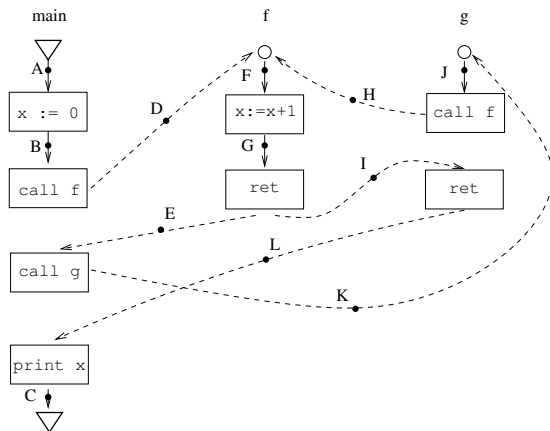 main f g
A
F
J
x := 0
D
x:=x+1
H
call f
B
G
call f
ret
I
ret
E
L
call g
K
print x
C